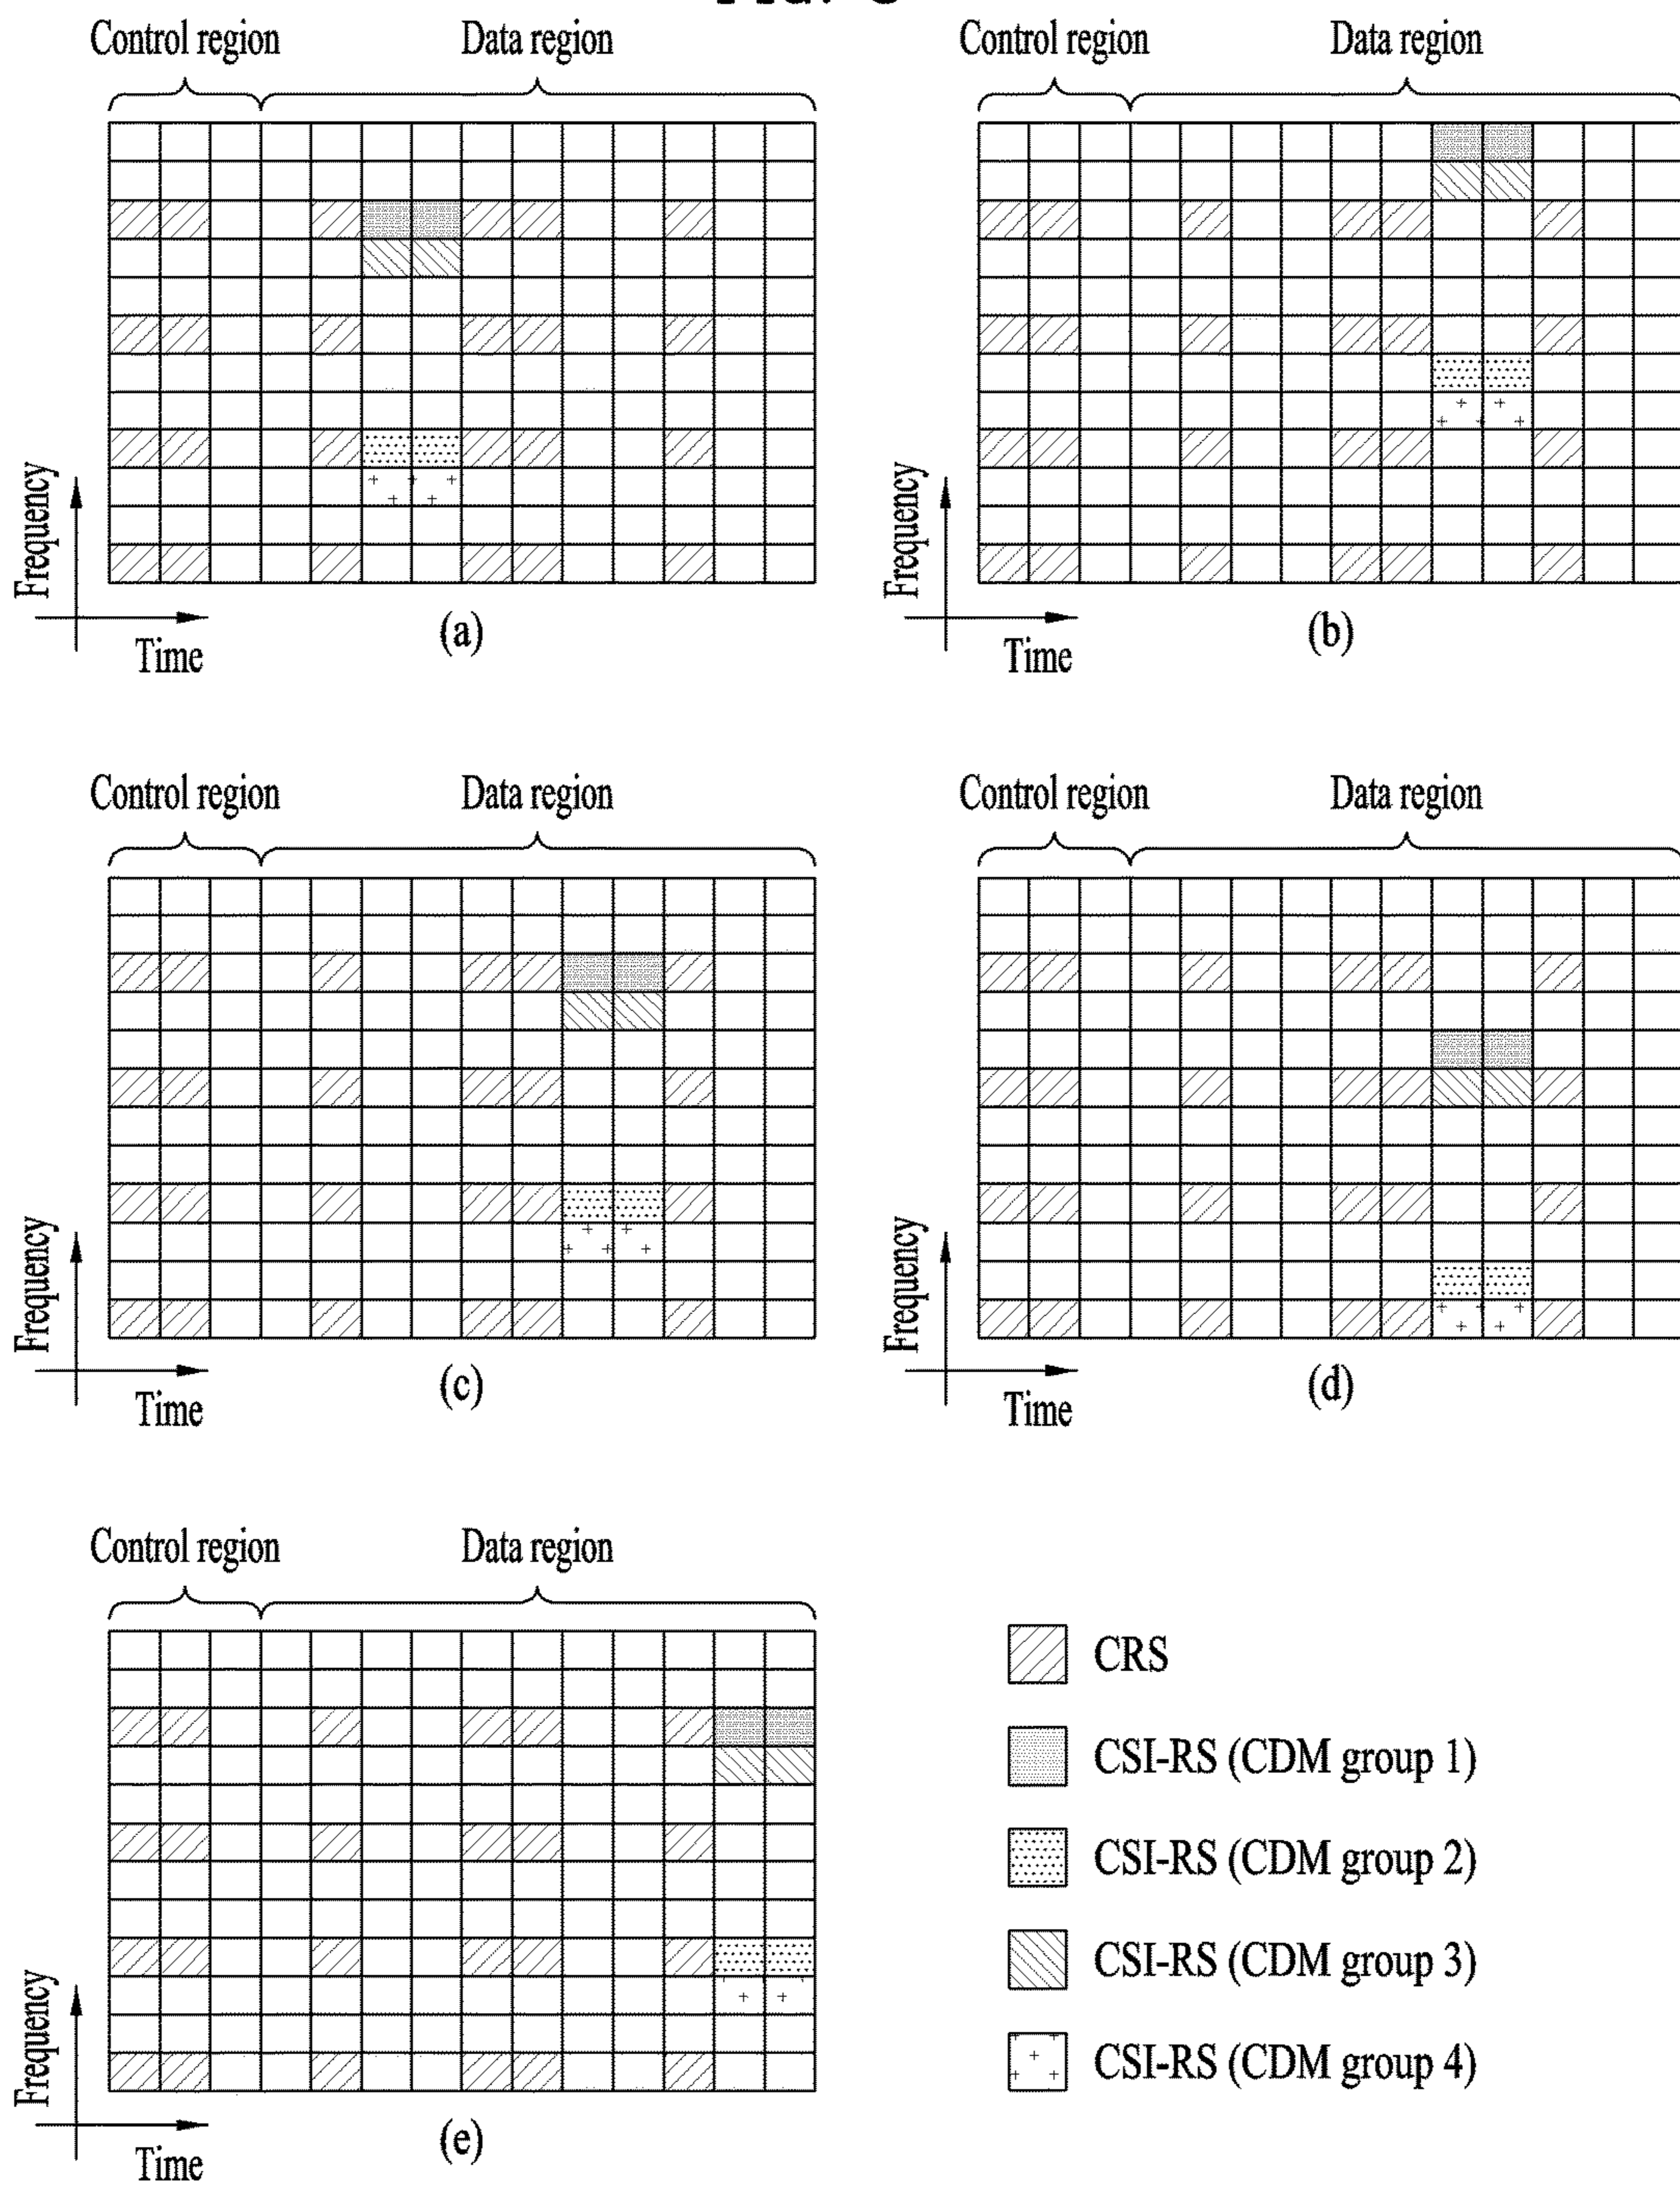 Control region Data region
Control region Data region
Frequency
Time
(a)
Frequency
Time
(b)
Control region Data region
Control region Data region
Frequency
Time
(c)
Frequency
Time
(d)
Control region Data region
Frequency
Time
(e)
CRS
CSI-RS (CDM group 1)
CSI-RS (CDM group 2)
CSI-RS (CDM group 3)
CSI-RS (CDM group 4)